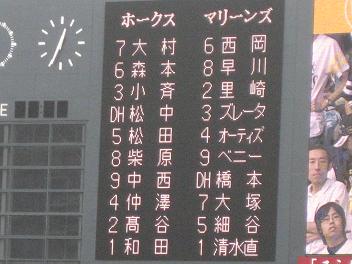 ホークス マリーンズ
7 大村 6 西岡
6 森本 8 早川
3 小斉 2 里崎
DH 松中 3 ズレータ
5 松田 4 オーティズ
8 柴原 9 ベニー
9 中西 DH 橋本
4 仲澤 7 大塚
2 髙谷 5 細谷
1 和田 1 清水直